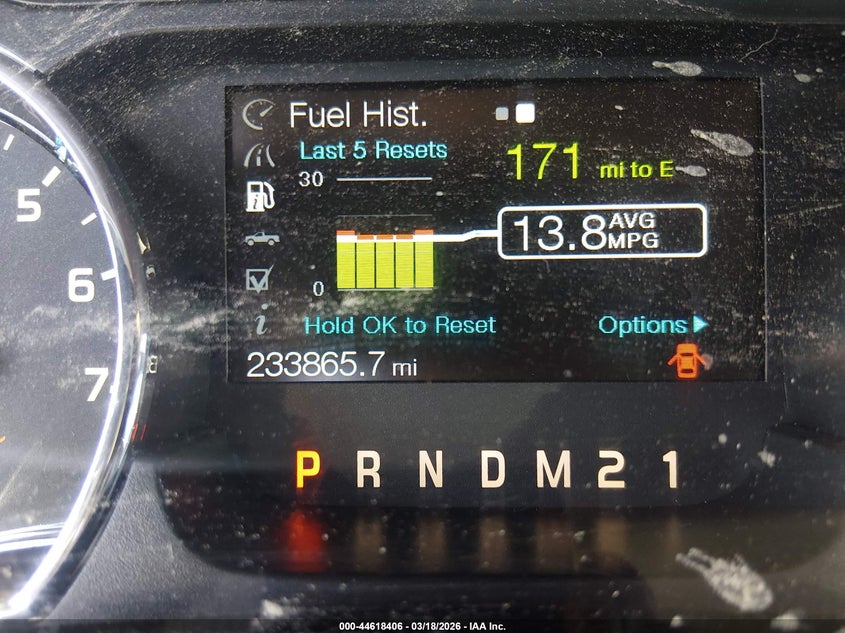 Fuel Hist.
Last 5 Resets
171 mi to E
30
5
13.8 AVG MPG
6
0
Hold OK to Reset
Options
233865.7 mi
7
P R N D M 2 1
000-44618406 - 03/18/2026 - IAA Inc.